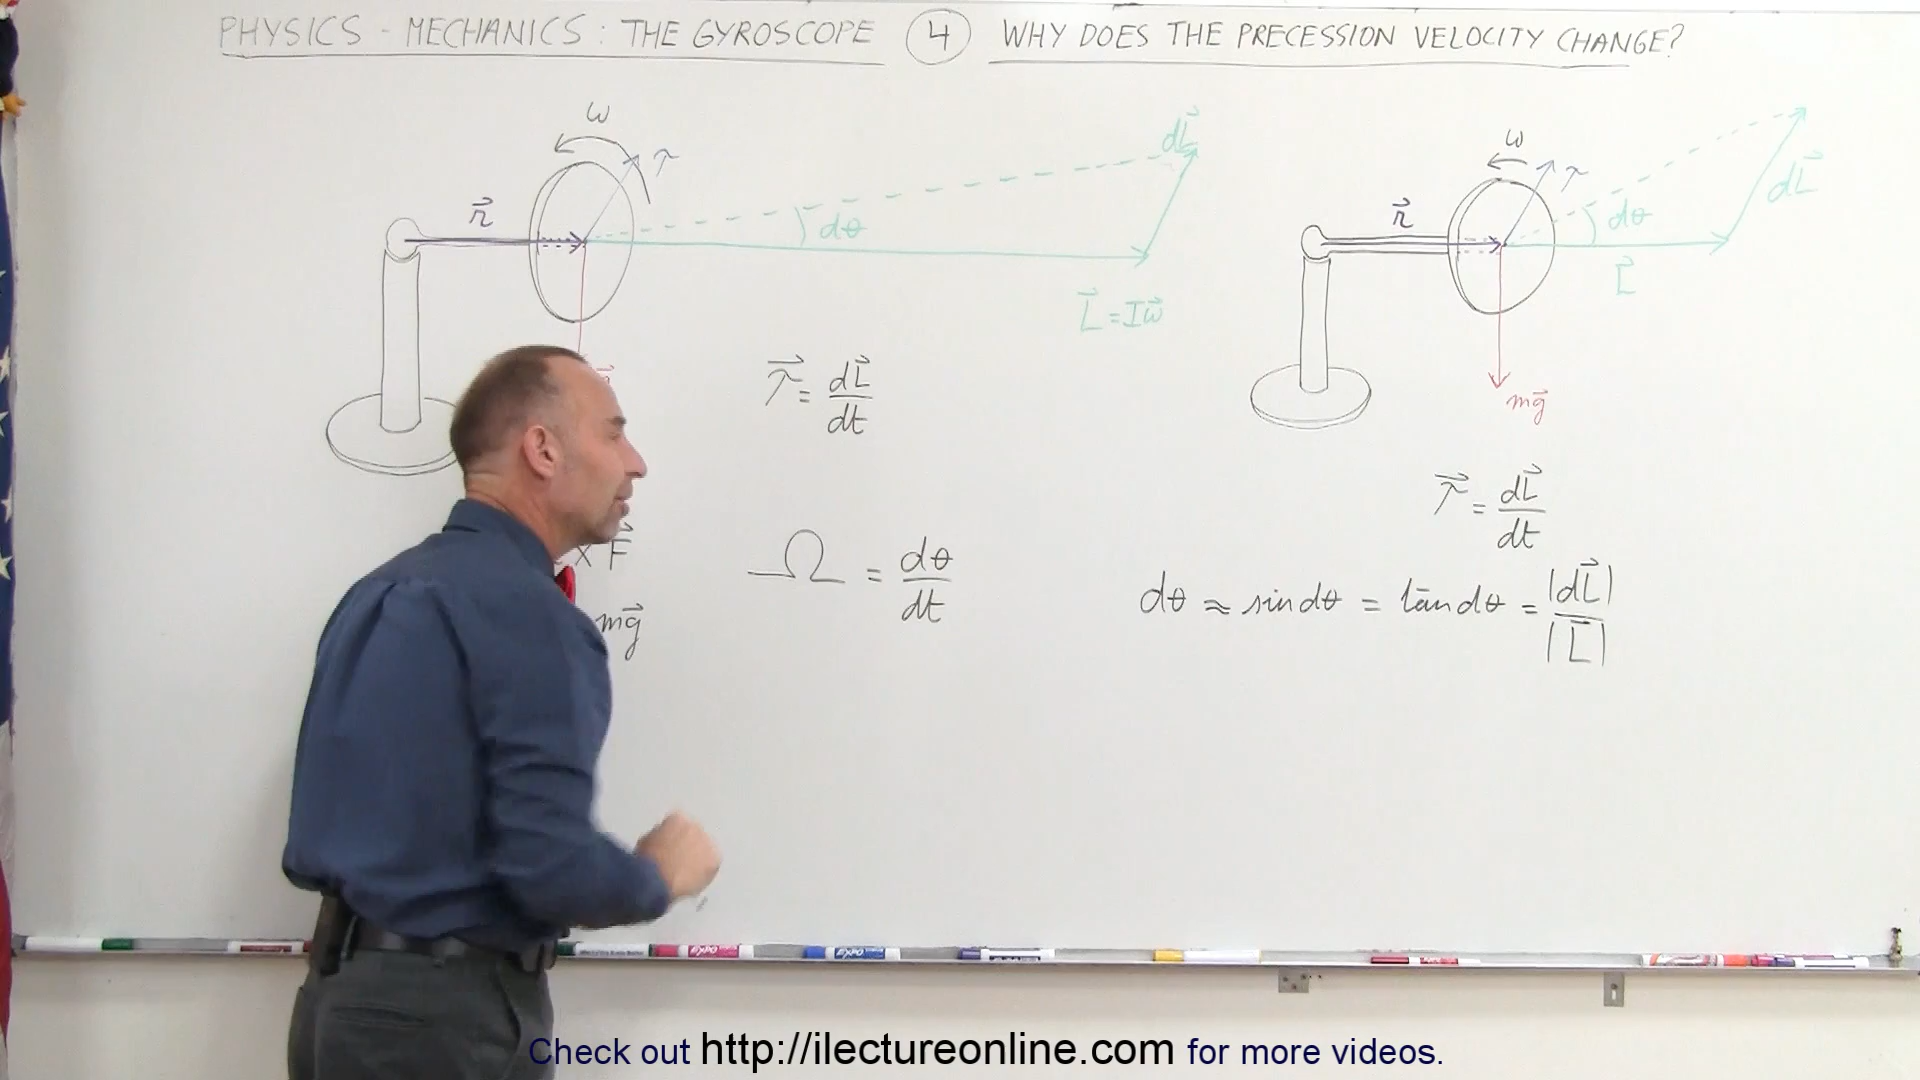 PHYSICS - MECHANICS: THE GYROSCOPE ④ WHY DOES THE PRECESSION VELOCITY CHANGE?
ω
τ
r⃗
dθ
dL⃗
L⃗ = Iω⃗
τ⃗ = dL⃗/dt
× F⃗
mg⃗
Ω = dθ/dt
ω
τ
r⃗
dθ
dL⃗
L⃗
mg⃗
τ⃗ = dL⃗/dt
dθ ≈ sin dθ = tan dθ = |dL⃗|/|L⃗|
Check out http://ilectureonline.com for more videos.